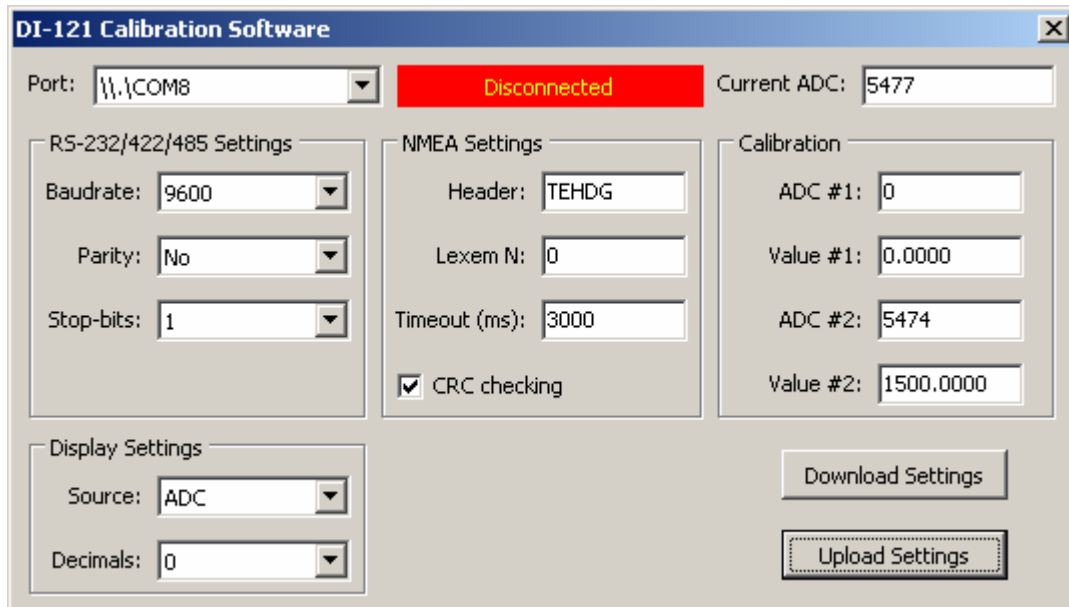 DI-121 Calibration Software
Port: \\.\COM8 Disconnected Current ADC: 5477
RS-232/422/485 Settings NMEA Settings Calibration
Baudrate: 9600 Header: TEHDG ADC #1: 0
Parity: No Lexem N: 0 Value #1: 0.0000
Stop-bits: 1 Timeout (ms): 3000 ADC #2: 5474
CRC checking Value #2: 1500.0000
Display Settings
Source: ADC Download Settings
Decimals: 0 Upload Settings